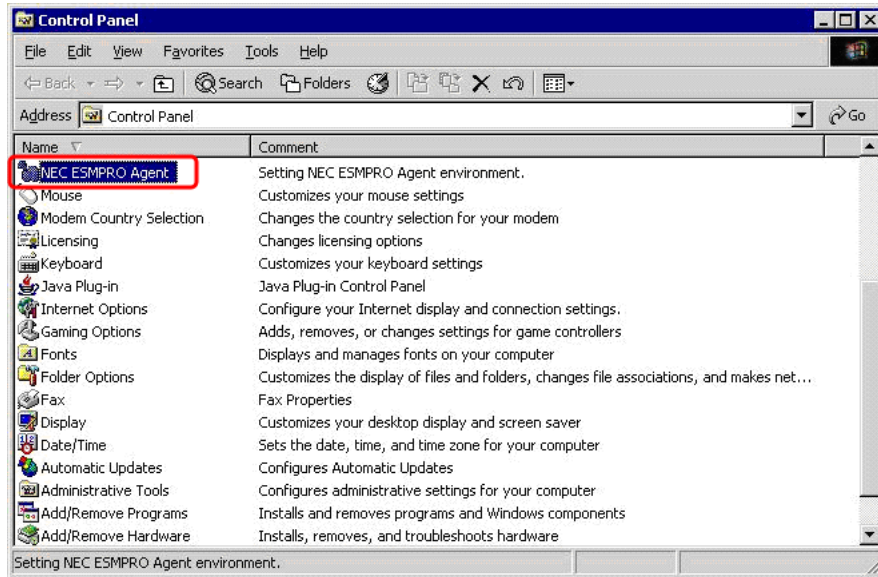 Control Panel
File Edit View Favorites Tools Help
Back Search Folders
Address Control Panel Go
Name Comment
NEC ESMPRO Agent Setting NEC ESMPRO Agent environment.
Mouse Customizes your mouse settings
Modem Country Selection Changes the country selection for your modem
Licensing Changes licensing options
Keyboard Customizes your keyboard settings
Java Plug-in Java Plug-in Control Panel
Internet Options Configure your Internet display and connection settings.
Gaming Options Adds, removes, or changes settings for game controllers
Fonts Displays and manages fonts on your computer
Folder Options Customizes the display of files and folders, changes file associations, and makes net...
Fax Fax Properties
Display Customizes your desktop display and screen saver
Date/Time Sets the date, time, and time zone for your computer
Automatic Updates Configures Automatic Updates
Administrative Tools Configures administrative settings for your computer
Add/Remove Programs Installs and removes programs and Windows components
Add/Remove Hardware Installs, removes, and troubleshoots hardware
Setting NEC ESMPRO Agent environment.